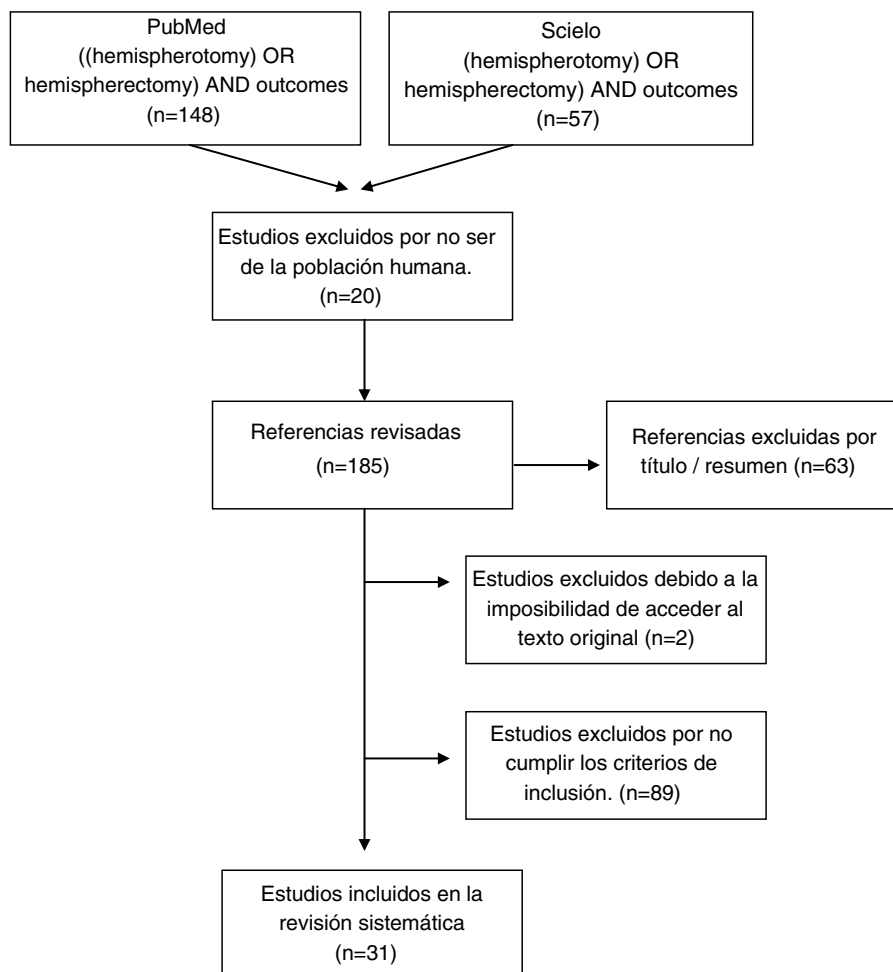 PubMed
((hemispherotomy) OR
hemispherectomy) AND outcomes
(n=148)
Scielo
(hemispherotomy) OR
hemispherectomy) AND outcomes
(n=57)
Estudios excluidos por no ser
de la población humana.
(n=20)
Referencias revisadas
(n=185)
Referencias excluidas por
título / resumen (n=63)
Estudios excluidos debido a la
imposibilidad de acceder al
texto original (n=2)
Estudios excluidos por no
cumplir los criterios de
inclusión. (n=89)
Estudios incluidos en la
revisión sistemática
(n=31)